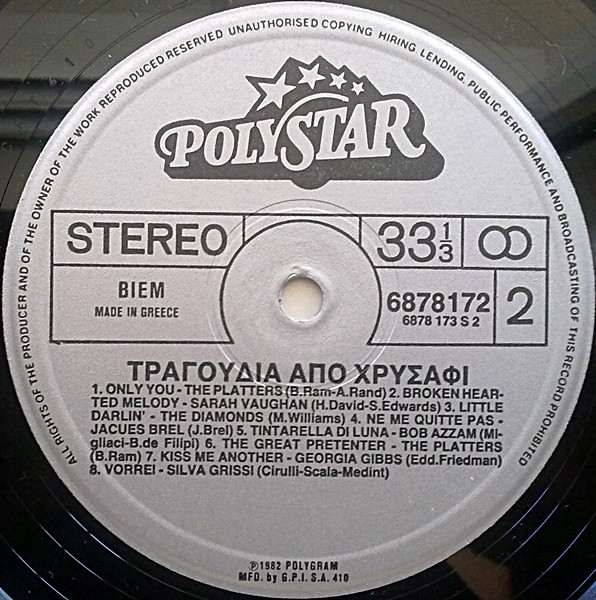 ALL RIGHTS OF THE PRODUCER AND OF THE OWNER OF THE WORK REPRODUCED RESERVED UNAUTHORISED COPYING HIRING, LENDING, PUBLIC PERFORMANCE AND BROADCASTING OF THIS RECORD PROHIBITED
POLYSTAR
STEREO 33 1/3
BIEM
MADE IN GREECE
6878172
6878 173 S 2
2
ΤΡΑΓΟΥΔΙΑ ΑΠΟ ΧΡΥΣΑΦΙ
1. ONLY YOU - THE PLATTERS (B.Ram-A.Rand) 2. BROKEN HEAR-
TED MELODY - SARAH VAUGHAN (H.David-S.Edwards) 3. LITTLE
DARLIN' - THE DIAMONDS (M.Williams) 4. NE ME QUITTE PAS -
JACUES BREL (J.Brel) 5. TINTARELLA DI LUNA - BOB AZZAM (Mi-
gliaci-B.de Filipi) 6. THE GREAT PRETENTER - THE PLATTERS
(B.Ram) 7. KISS ME ANOTHER - GEORGIA GIBBS (Edd.Friedman)
8. VORREI - SILVA GRISSI (Cirulli-Scala-Medint)
℗1982 POLYGRAM
MFD. by G.P.I. S.A. 410